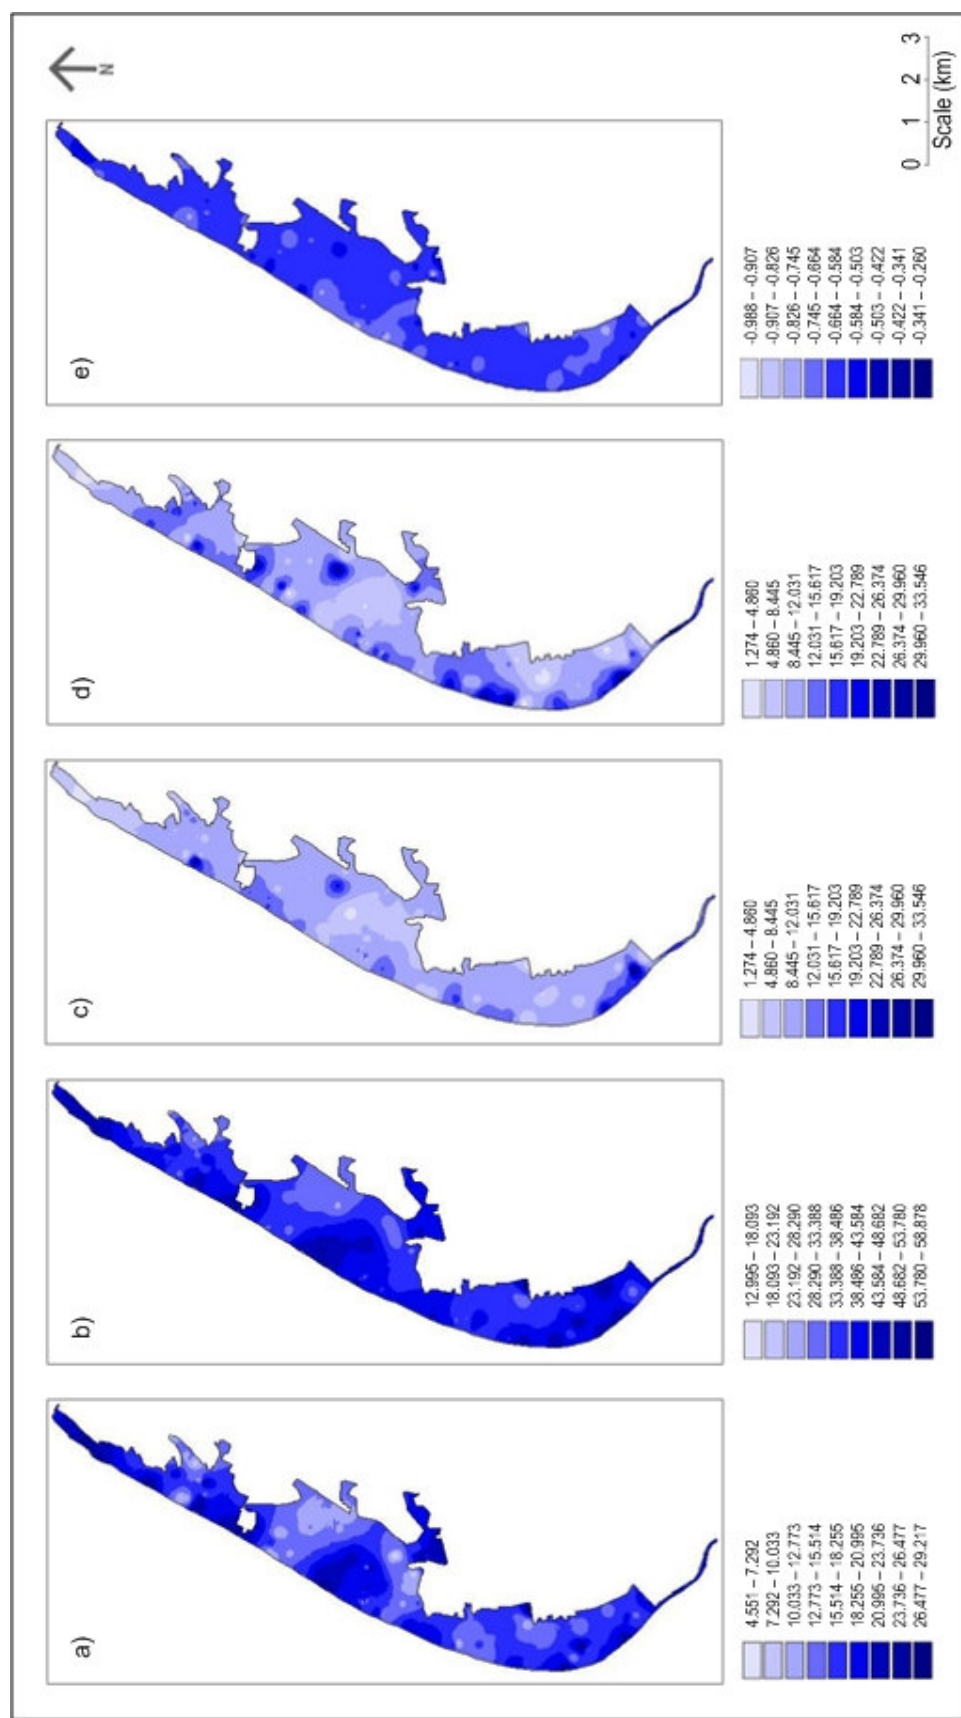 a)
4.551 – 7.292
7.292 – 10.033
10.033 – 12.773
12.773 – 15.514
15.514 – 18.255
18.255 – 20.995
20.995 – 23.736
23.736 – 26.477
26.477 – 29.217
b)
12.995 – 18.093
18.093 – 23.192
23.192 – 28.290
28.290 – 33.388
33.388 – 38.486
38.486 – 43.584
43.584 – 48.682
48.682 – 53.780
53.780 – 58.878
c)
1.274 – 4.860
4.860 – 8.445
8.445 – 12.031
12.031 – 15.617
15.617 – 19.203
19.203 – 22.789
22.789 – 26.374
26.374 – 29.960
29.960 – 33.546
d)
1.274 – 4.860
4.860 – 8.445
8.445 – 12.031
12.031 – 15.617
15.617 – 19.203
19.203 – 22.789
22.789 – 26.374
26.374 – 29.960
29.960 – 33.546
e)
-0.988 – -0.907
-0.907 – -0.826
-0.826 – -0.745
-0.745 – -0.664
-0.664 – -0.584
-0.584 – -0.503
-0.503 – -0.422
-0.422 – -0.341
-0.341 – -0.260
N
0 1 2 3
Scale (km)